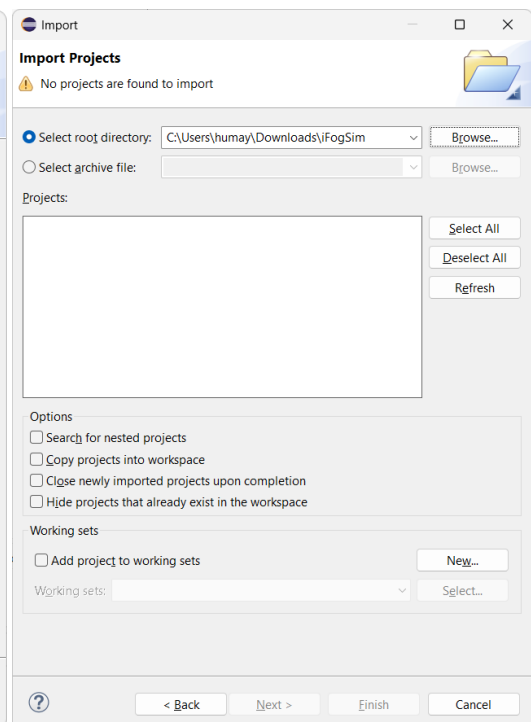 Import
Import Projects
No projects are found to import
Select root directory: C:\Users\humay\Downloads\iFogSim Browse...
Select archive file: Browse...
Projects:
Select All
Deselect All
Refresh
Options
Search for nested projects
Copy projects into workspace
Close newly imported projects upon completion
Hide projects that already exist in the workspace
Working sets
Add project to working sets New...
Working sets: Select...
? < Back Next > Finish Cancel